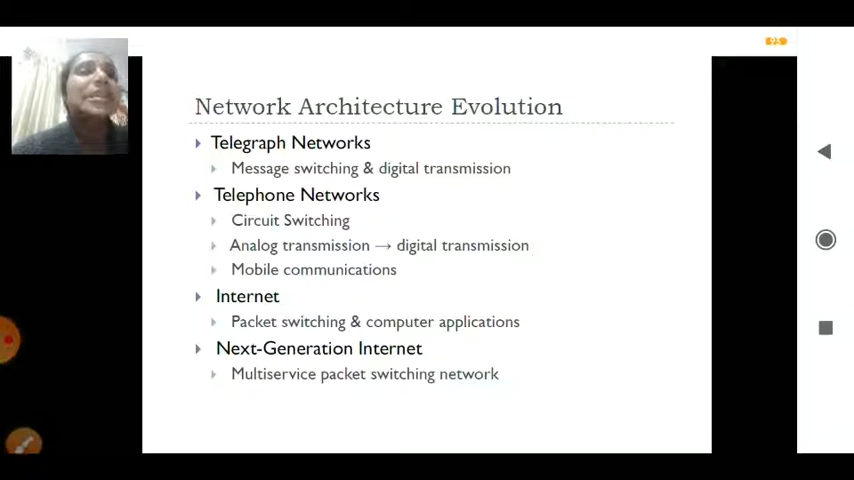 93
Network Architecture Evolution
Telegraph Networks
Message switching & digital transmission
Telephone Networks
Circuit Switching
Analog transmission → digital transmission
Mobile communications
Internet
Packet switching & computer applications
Next-Generation Internet
Multiservice packet switching network